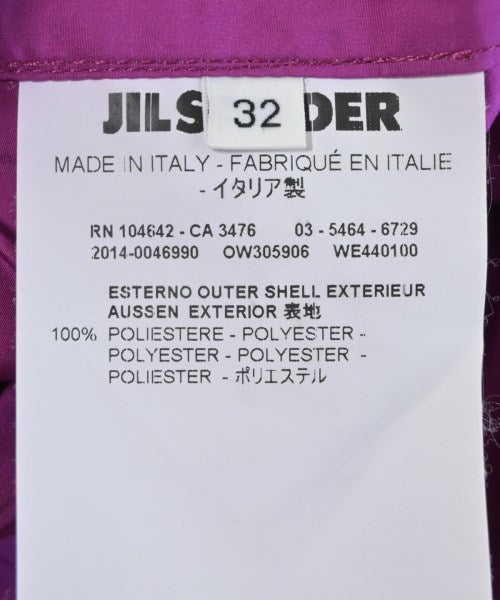 JILS
32
DER
MADE IN ITALY - FABRIQUÉ EN ITALIE
- イタリア製
RN 104642 - CA 3476 03 - 5464 - 6729
2014-0046990 OW305906 WE440100
ESTERNO OUTER SHELL EXTERIEUR
AUSSEN EXTERIOR 表地
100% POLIESTERE - POLYESTER -
POLYESTER - POLYESTER -
POLIESTER - ポリエステル